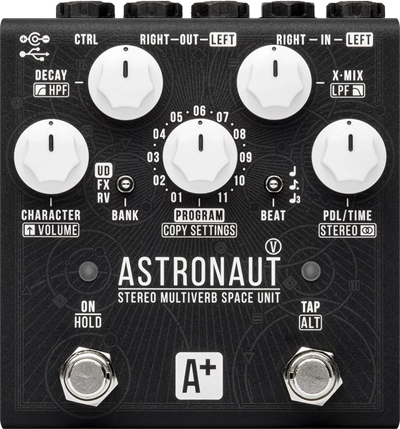 CTRL RIGHT-OUT-LEFT RIGHT-IN-LEFT
DECAY
HPF
X-MIX
LPF
05 06 07
04 08
03 09
02 10
01 11
UD
FX
RV
CHARACTER
VOLUME
BANK
PROGRAM
COPY SETTINGS
BEAT
3
PDL/TIME
STEREO
V
ASTRONAUT
STEREO MULTIVERB SPACE UNIT
ON
HOLD
TAP
ALT
A+